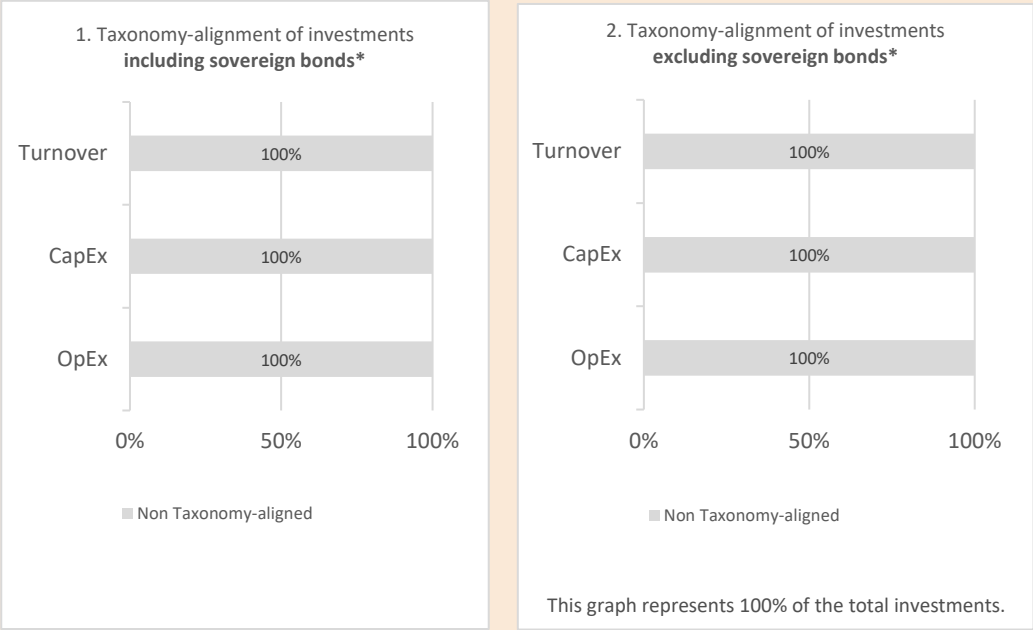 1. Taxonomy-alignment of investments
including sovereign bonds*
Turnover
100%
CapEx
100%
OpEx
100%
0%
50%
100%
Non Taxonomy-aligned
2. Taxonomy-alignment of investments
excluding sovereign bonds*
Turnover
100%
CapEx
100%
OpEx
100%
0%
50%
100%
Non Taxonomy-aligned
This graph represents 100% of the total investments.